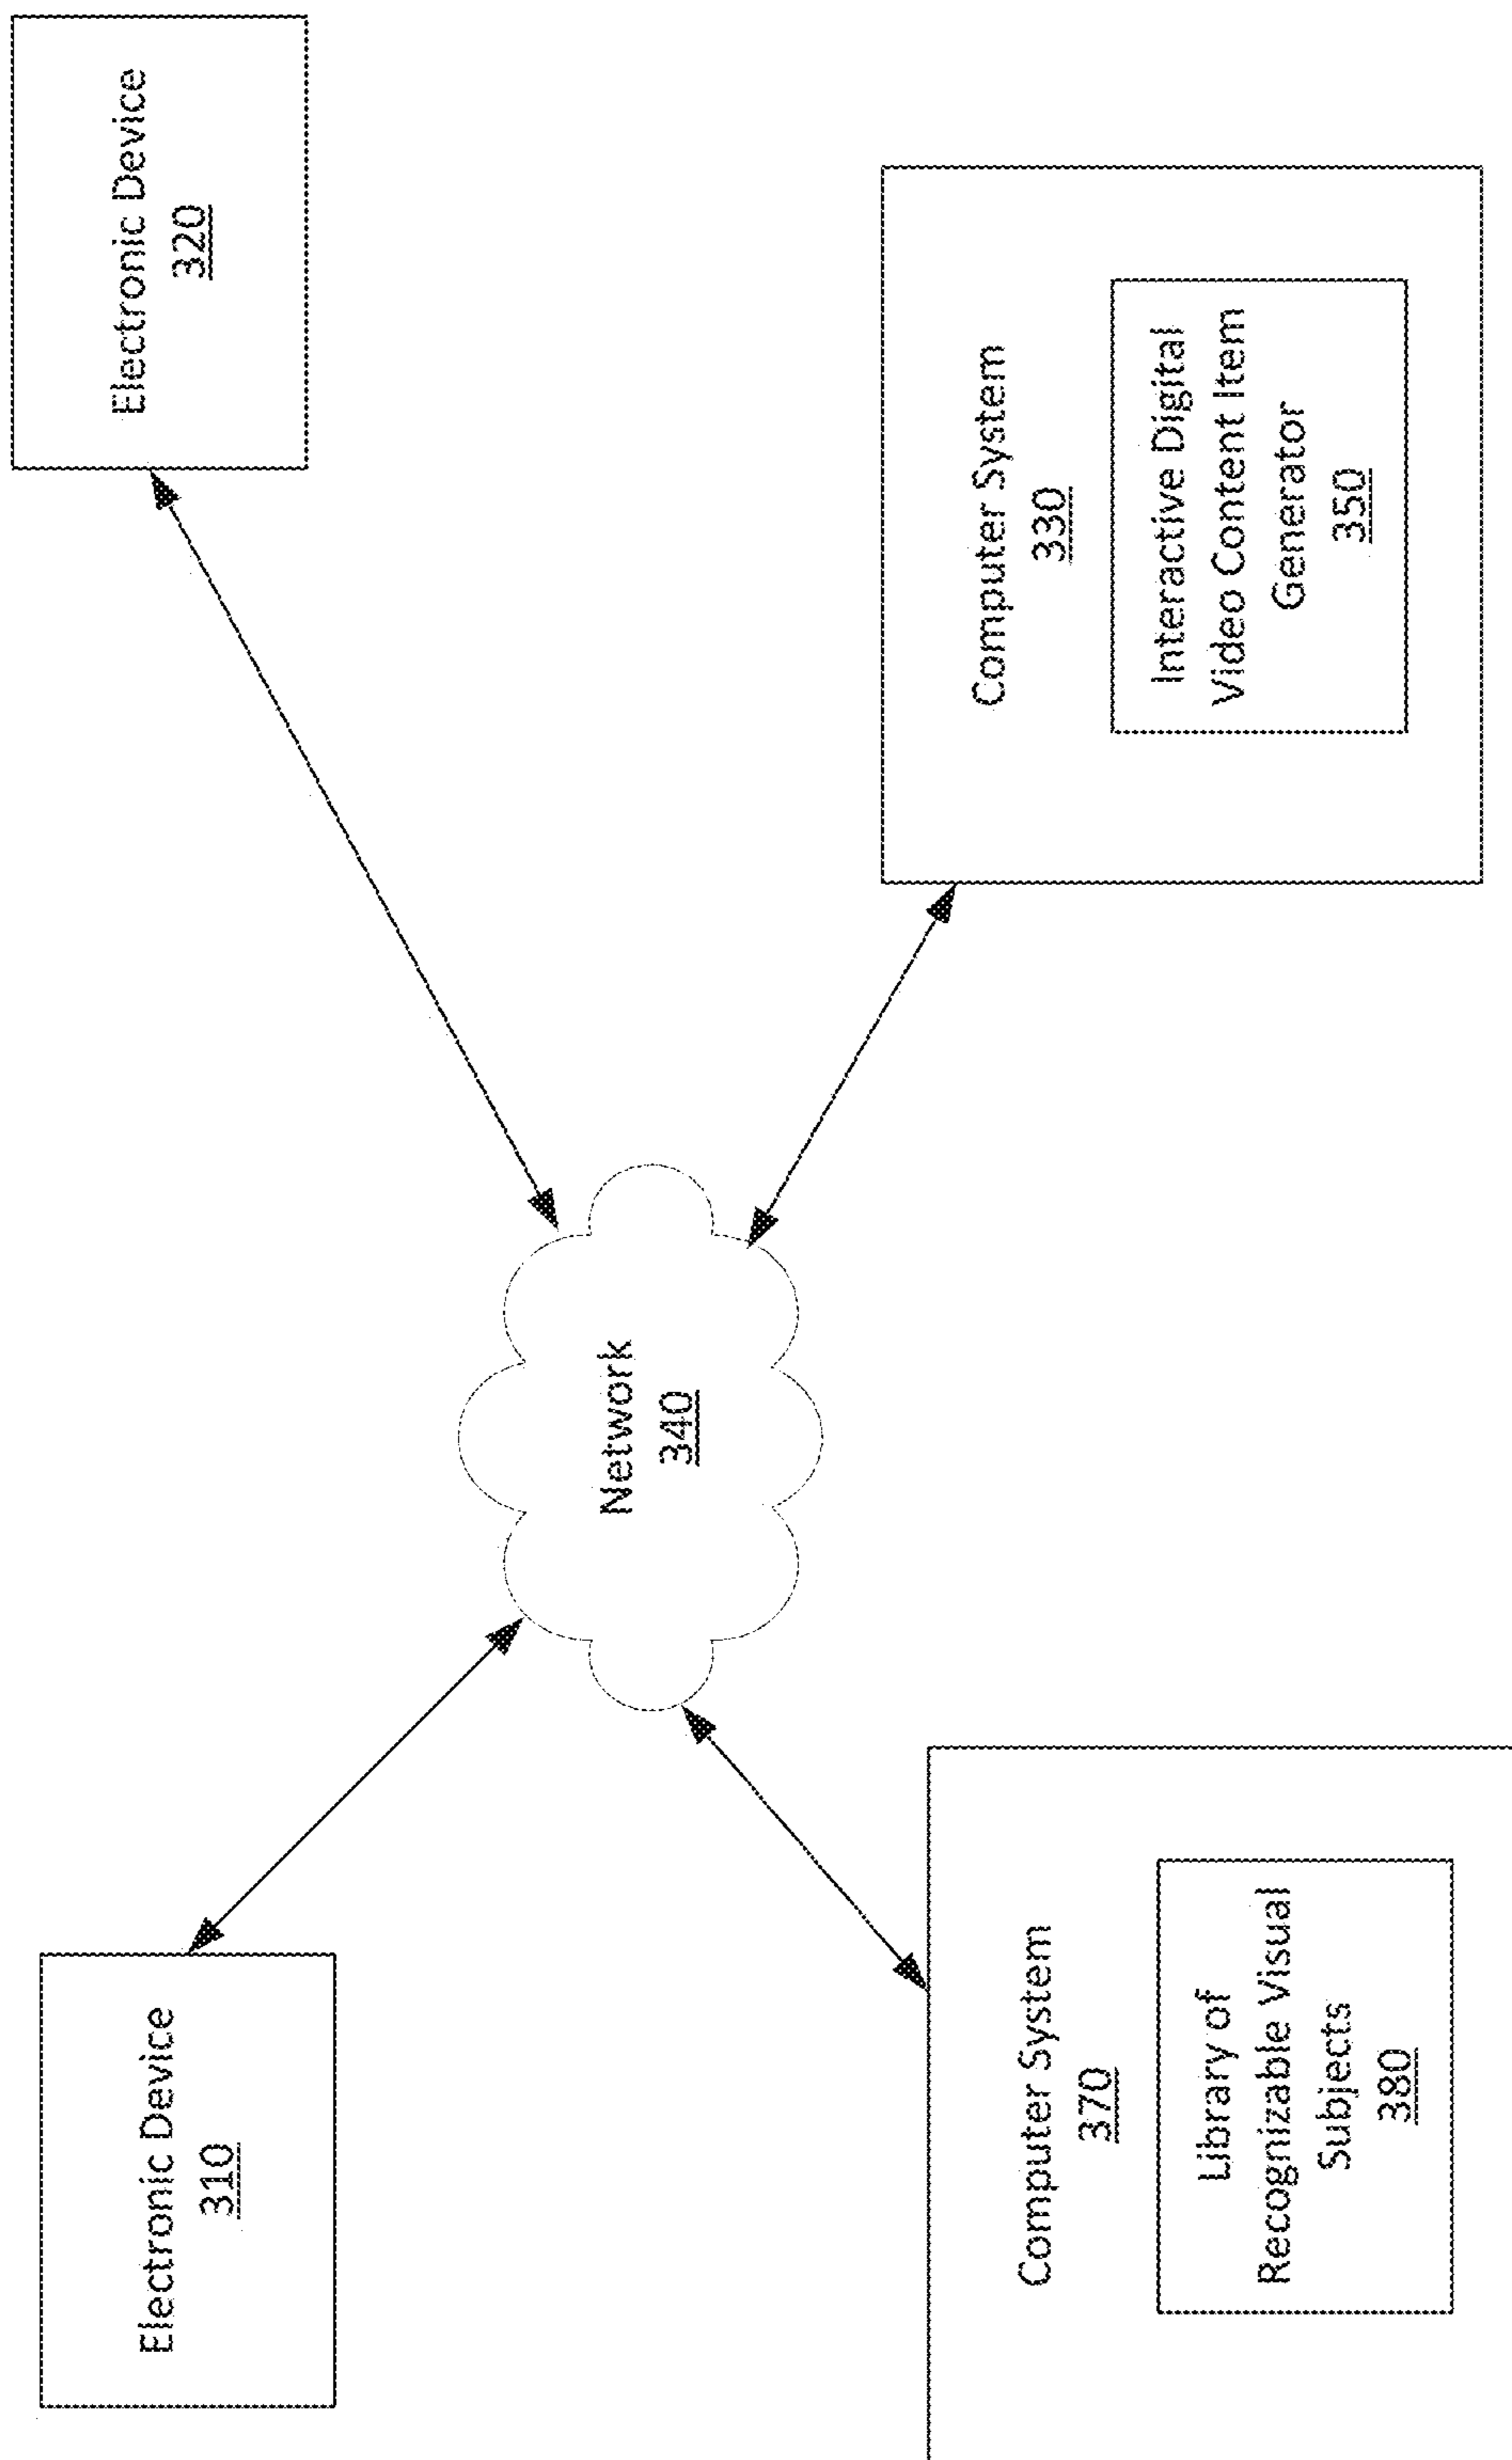 Electronic Device
310
Electronic Device
320
Network
340
Computer System
370
Library of
Recognizable Visual
Subjects
380
Computer System
330
Interactive Digital
Video Content Item
Generator
350